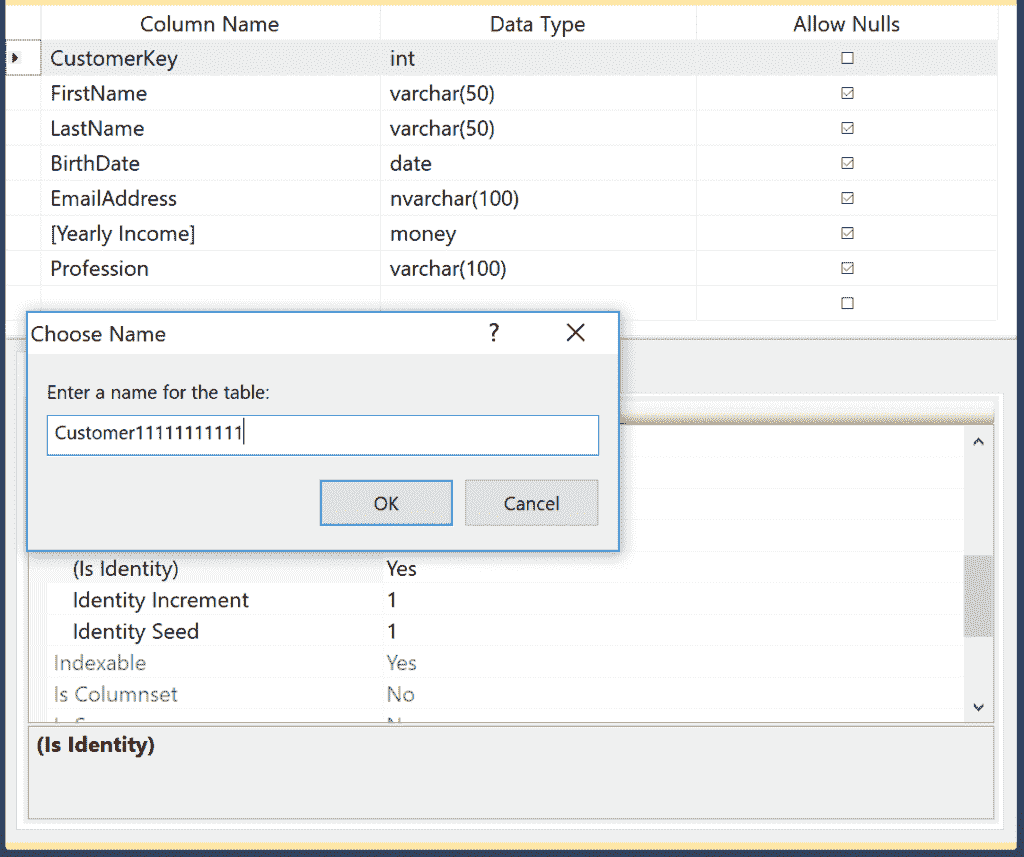 Column Name Data Type Allow Nulls
CustomerKey int
FirstName varchar(50)
LastName varchar(50)
BirthDate date
EmailAddress nvarchar(100)
[Yearly Income] money
Profession varchar(100)
Choose Name ?
Enter a name for the table:
Customer11111111111
OK Cancel
(Is Identity) Yes
Identity Increment 1
Identity Seed 1
Indexable Yes
Is Columnset No
(Is Identity)